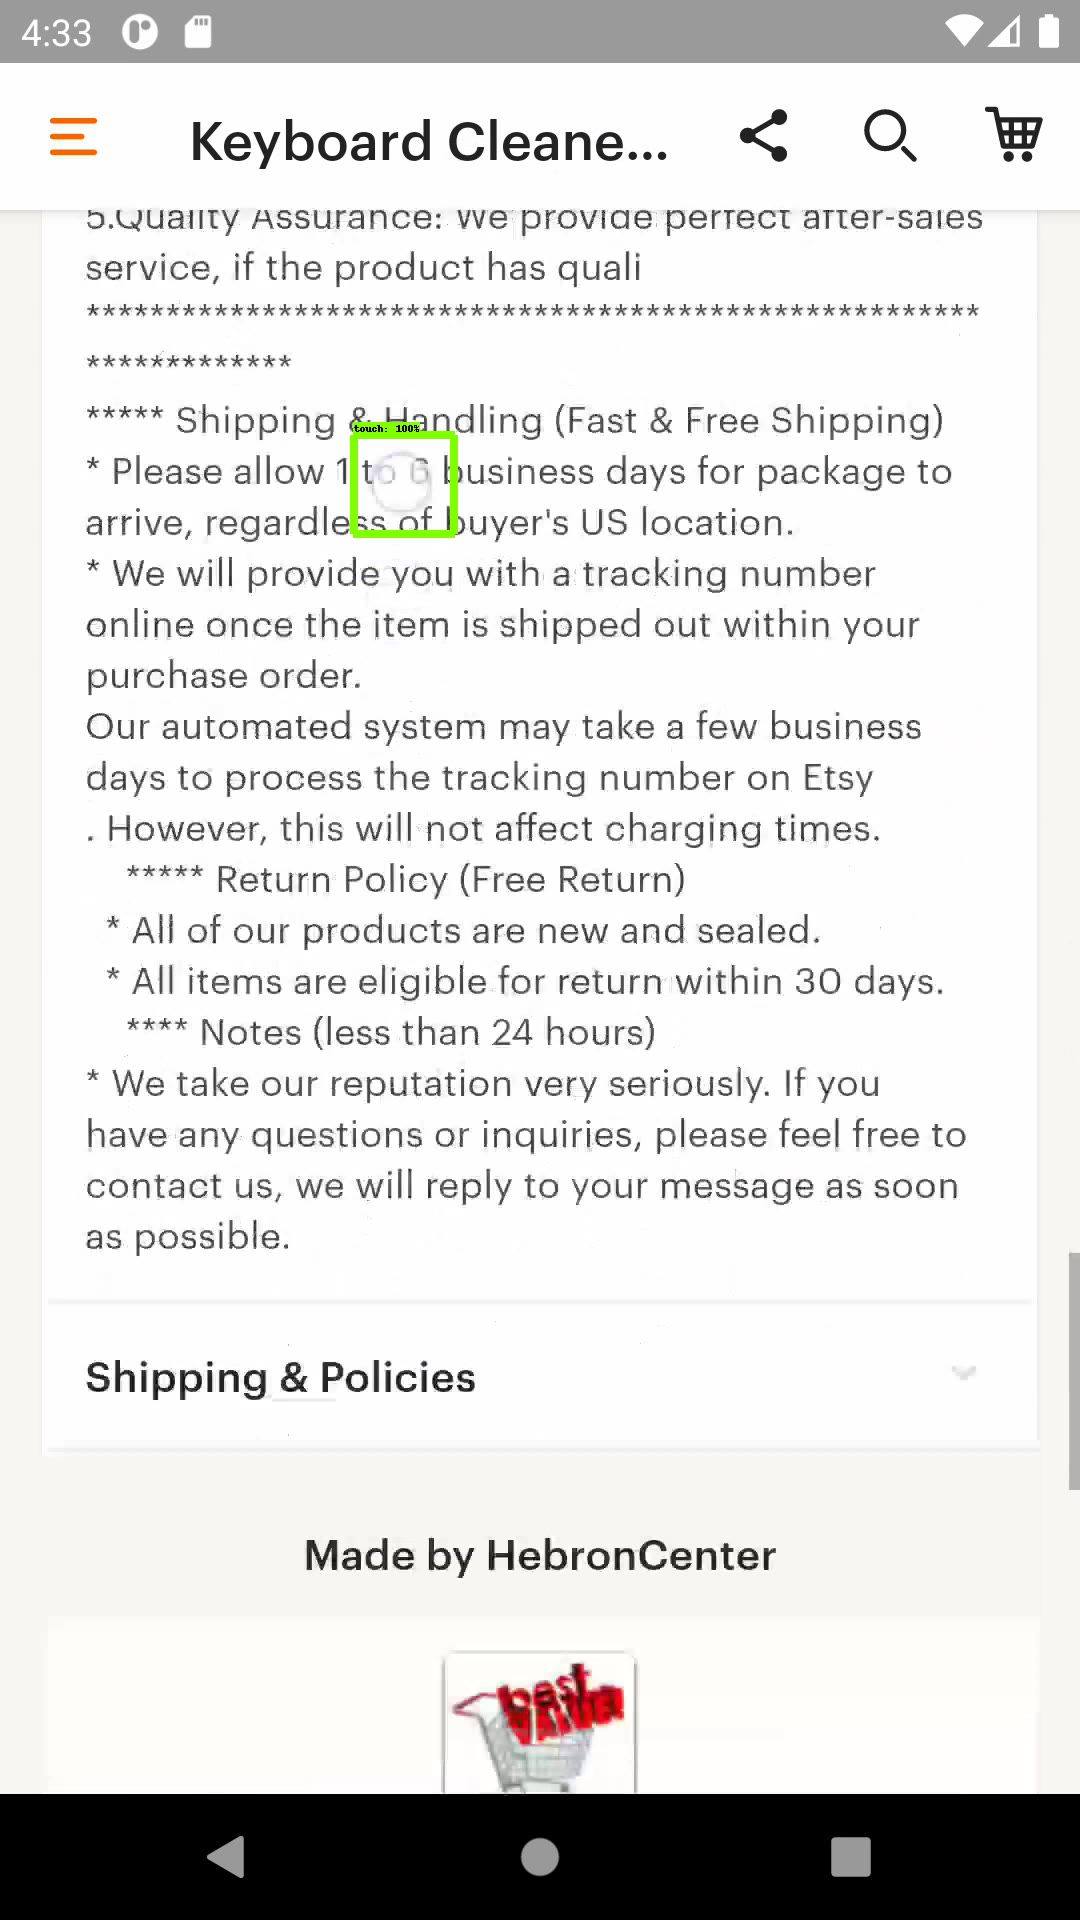 4:33
Keyboard Cleane...
5.Quality Assurance: We provide perfect after-sales
service, if the product has quali
********************************************************
*************
***** Shipping & Handling (Fast & Free Shipping)
touch: 100%
* Please allow 1 to 6 business days for package to
arrive, regardless of buyer's US location.
* We will provide you with a tracking number
online once the item is shipped out within your
purchase order.
Our automated system may take a few business
days to process the tracking number on Etsy
. However, this will not affect charging times.
***** Return Policy (Free Return)
* All of our products are new and sealed.
* All items are eligible for return within 30 days.
**** Notes (less than 24 hours)
* We take our reputation very seriously. If you
have any questions or inquiries, please feel free to
contact us, we will reply to your message as soon
as possible.
Shipping & Policies
Made by HebronCenter
best
VALUE